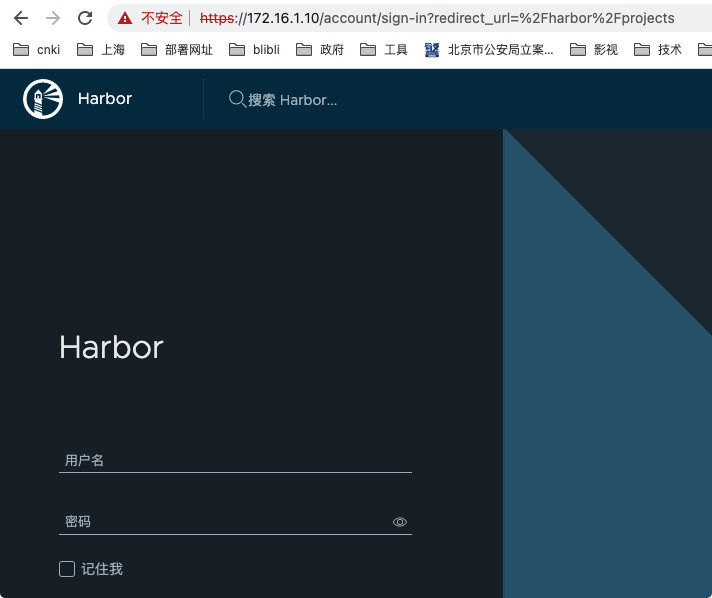 不安全 https://172.16.1.10/account/sign-in?redirect_url=%2Fharbor%2Fprojects
cnki 上海 部署网址 blibli 政府 工具 北京市公安局立案... 影视 技术
Harbor 搜索 Harbor...
Harbor
用户名
密码
记住我